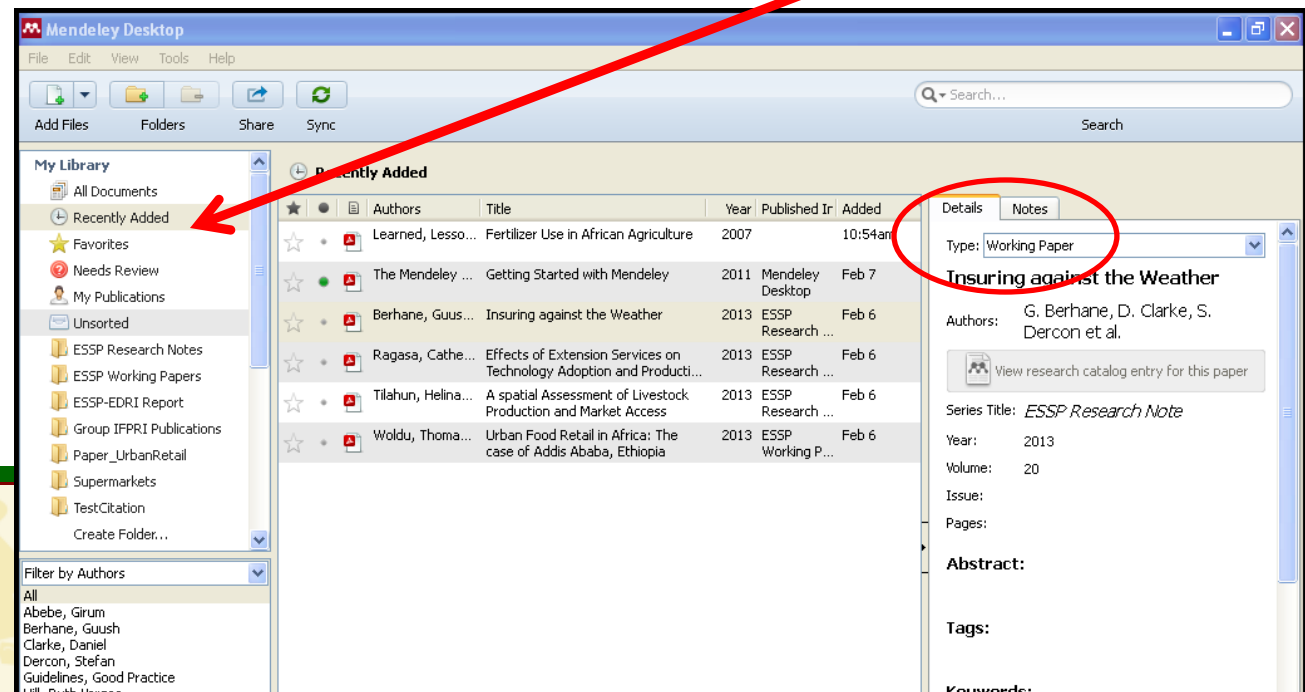 Mendeley Desktop
File Edit View Tools Help
Add Files Folders Share Sync
Search...
Search
My Library
All Documents
Recently Added
Favorites
Needs Review
My Publications
Unsorted
ESSP Research Notes
ESSP Working Papers
ESSP-EDRI Report
Group IFPRI Publications
Paper_UrbanRetail
Supermarkets
TestCitation
Create Folder...
Filter by Authors
All
Abebe, Girum
Berhane, Guush
Clarke, Daniel
Dercon, Stefan
Guidelines, Good Practice
Recently Added
Authors Title Year Published In Added
Learned, Lesso... Fertilizer Use in African Agriculture 2007 10:54am
The Mendeley ... Getting Started with Mendeley 2011 Mendeley Feb 7
Desktop
Berhane, Guus... Insuring against the Weather 2013 ESSP Feb 6
Research ...
Ragasa, Cathe... Effects of Extension Services on 2013 ESSP Feb 6
Technology Adoption and Producti... Research ...
Tilahun, Helina... A spatial Assessment of Livestock 2013 ESSP Feb 6
Production and Market Access Research ...
Woldu, Thoma... Urban Food Retail in Africa: The 2013 ESSP Feb 6
case of Addis Ababa, Ethiopia Working P...
Details Notes
Type: Working Paper
Insuring against the Weather
Authors: G. Berhane, D. Clarke, S.
Dercon et al.
View research catalog entry for this paper
Series Title: ESSP Research Note
Year: 2013
Volume: 20
Issue:
Pages:
Abstract:
Tags:
Keywords: